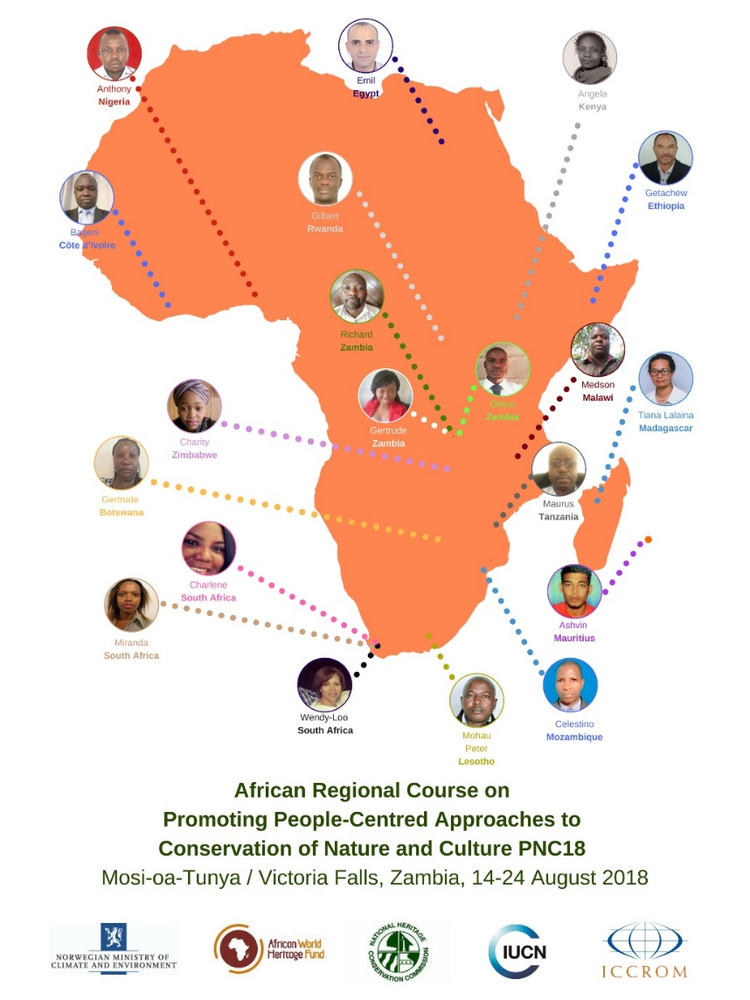 Anthony
Nigeria
Emil
Egypt
Angela
Kenya
Getachew
Ethiopia
Gilbert
Rwanda
Côte d'Ivoire
Richard
Zambia
Obino
Zambia
Medson
Malawi
Tiana Lalaina
Madagascar
Gertrude
Zambia
Charity
Zimbabwe
Gertrude
Botswana
Maurus
Tanzania
Charlene
South Africa
Miranda
South Africa
Ashvin
Mauritius
Wendy-Loo
South Africa
Mohau
Peter
Lesotho
Celestino
Mozambique
African Regional Course on
Promoting People-Centred Approaches to
Conservation of Nature and Culture PNC18
Mosi-oa-Tunya / Victoria Falls, Zambia, 14-24 August 2018
NORWEGIAN MINISTRY OF
CLIMATE AND ENVIRONMENT
African World
Heritage Fund
NATIONAL HERITAGE
CONSERVATION COMMISSION
IUCN
ICCROM